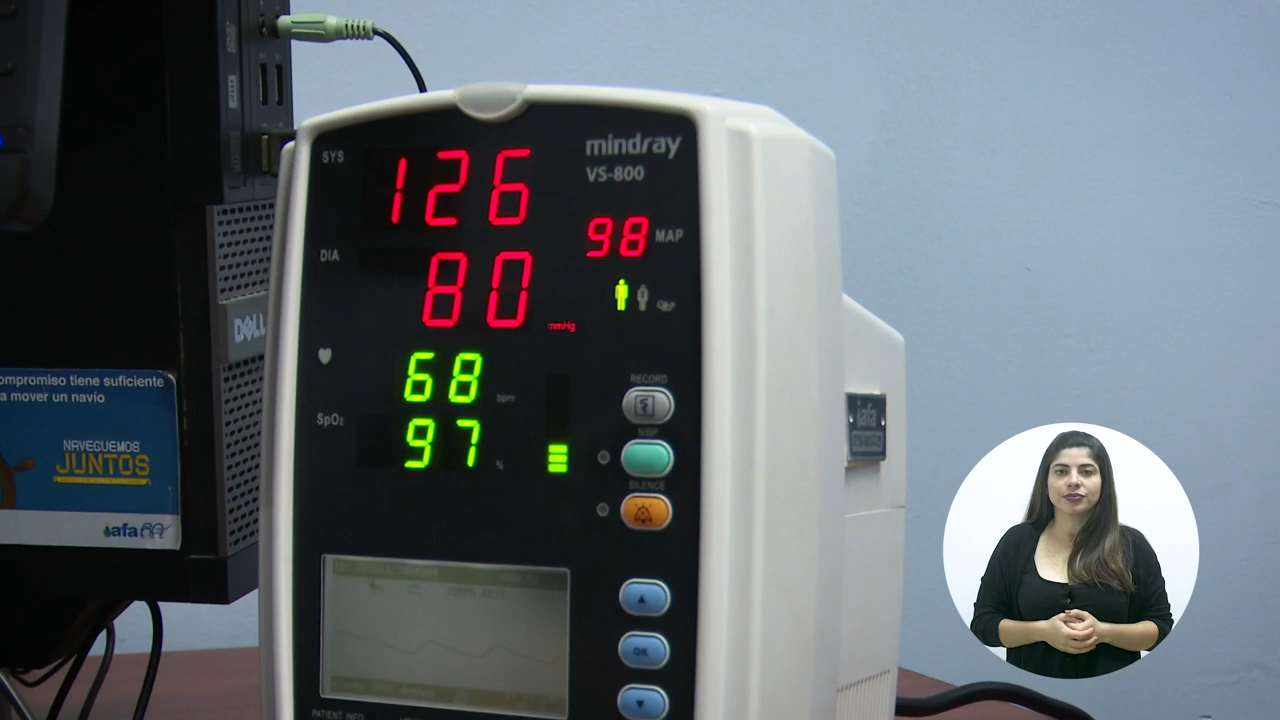 SYS
126
mindray
VS-800
98 MAP
DIA
80
mmHg
68
bpm
SpO2
97
%
RECORD
NIBP
SILENCE
OK
PATIENT INFO
DELL
ompromiso tiene suficiente
a mover un navío
NAVEGUEMOS
JUNTOS
iafa
iafa